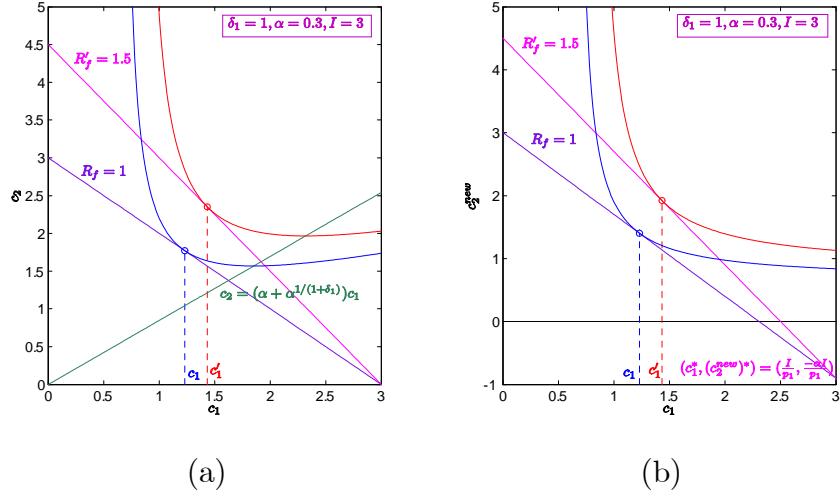 δ₁ = 1, α = 0.3, I = 3
R'_f = 1.5
R_f = 1
c₂ = (α + α^{1/(1+δ₁)})c₁
c₁
c'₁
c₂
5
4.5
4
3.5
3
2.5
2
1.5
1
0.5
0
0 0.5 1 1.5 2 2.5 3
c₁
(a)
δ₁ = 1, α = 0.3, I = 3
R'_f = 1.5
R_f = 1
c₁
c'₁
(c₁^*, (c₂^{new})^*) = (I/p₁, −αI/p₁)
c₂^{new}
5
4
3
2
1
0
-1
0 0.5 1 1.5 2 2.5 3
c₁
(b)